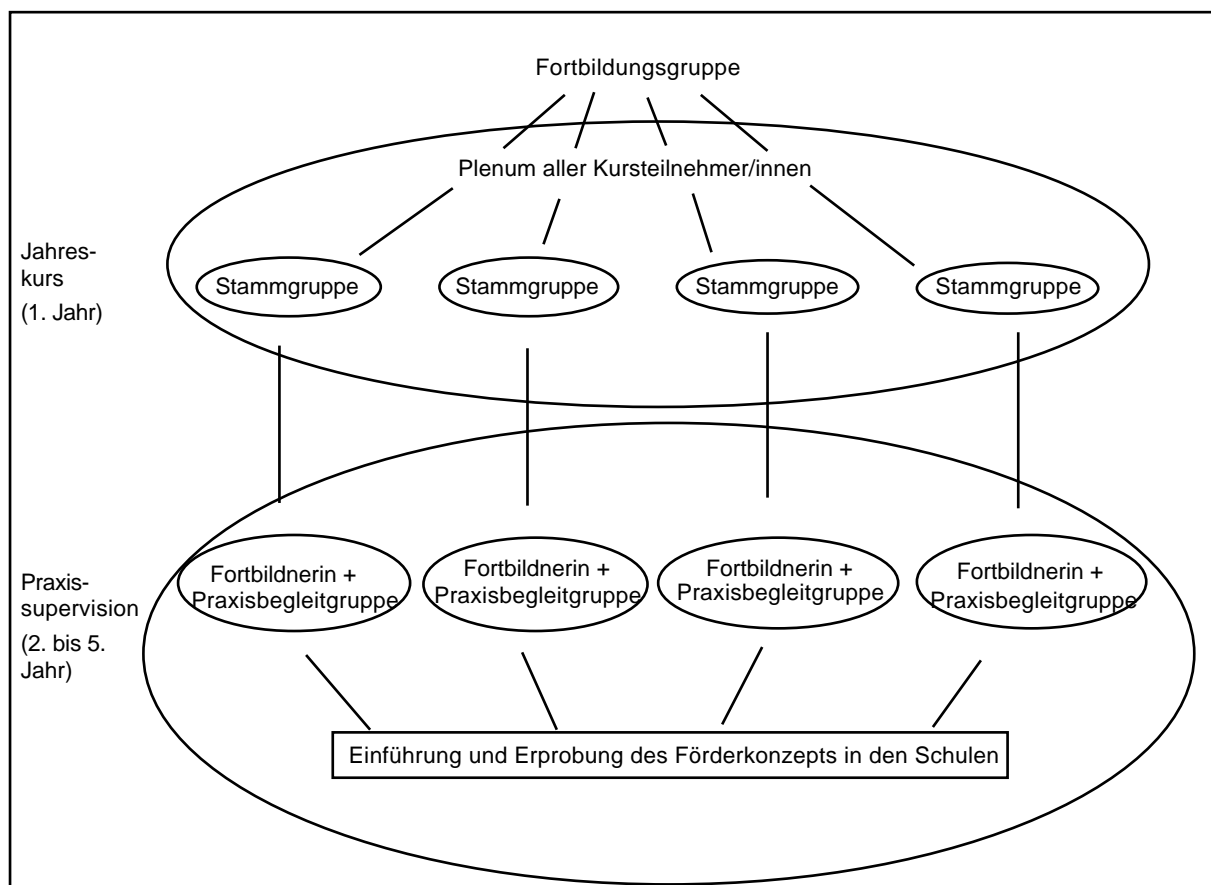 Fortbildungsgruppe
Plenum aller Kursteilnehmer/innen
Jahres-
kurs
(1. Jahr)
Stammgruppe
Stammgruppe
Stammgruppe
Stammgruppe
Praxis-
supervision
(2. bis 5.
Jahr)
Fortbildnerin +
Praxisbegleitgruppe
Fortbildnerin +
Praxisbegleitgruppe
Fortbildnerin +
Praxisbegleitgruppe
Fortbildnerin +
Praxisbegleitgruppe
Einführung und Erprobung des Förderkonzepts in den Schulen